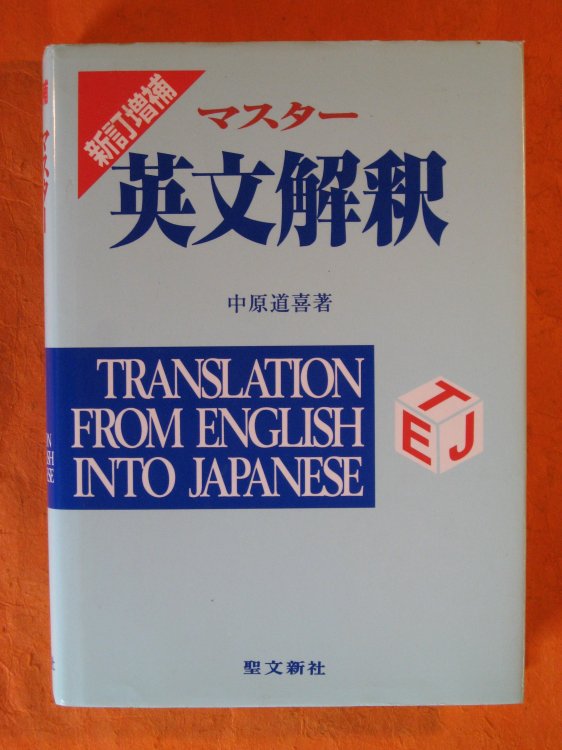 新訂増補
マスター
英文解釈
中原道喜著
TRANSLATION
FROM ENGLISH
INTO JAPANESE
T
E J
聖文新社